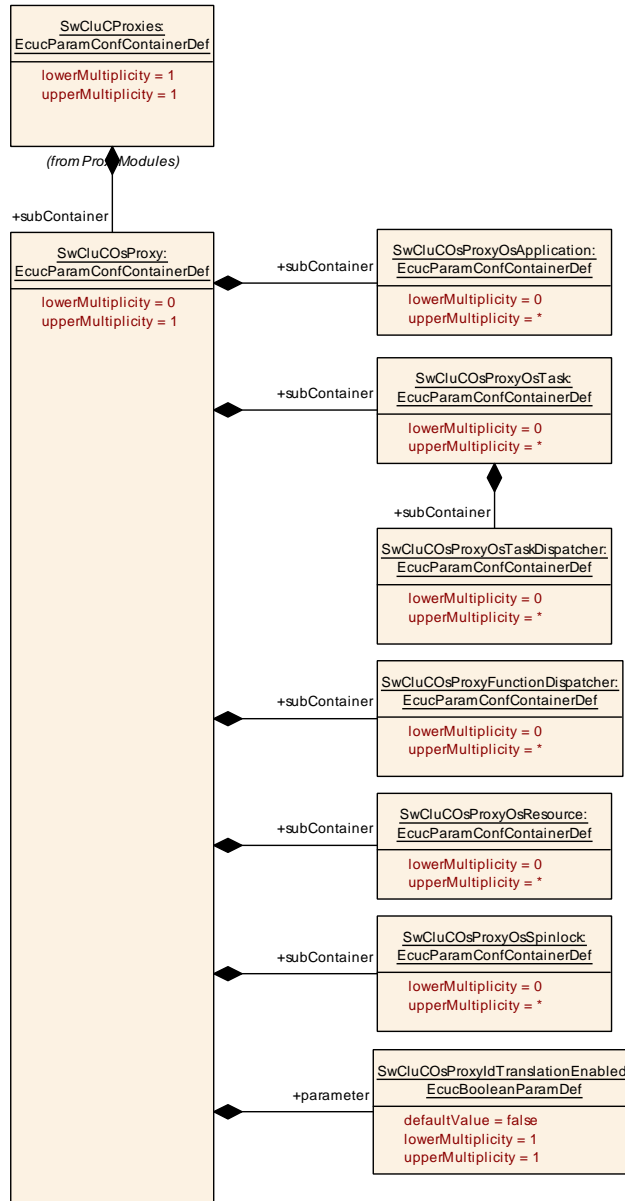 SwCluCProxies:
EcucParamConfContainerDef
lowerMultiplicity = 1
upperMultiplicity = 1
(from Modules)
+subContainer
SwCluCOsProxy:
EcucParamConfContainerDef
lowerMultiplicity = 0
upperMultiplicity = 1
+subContainer
SwCluCOsProxyOsApplication:
EcucParamConfContainerDef
lowerMultiplicity = 0
upperMultiplicity = *
+subContainer
SwCluCOsProxyOsTask:
EcucParamConfContainerDef
lowerMultiplicity = 0
upperMultiplicity = *
+subContainer
SwCluCOsProxyOsTaskDispatcher:
EcucParamConfContainerDef
lowerMultiplicity = 0
upperMultiplicity = *
+subContainer
SwCluCOsProxyFunctionDispatcher:
EcucParamConfContainerDef
lowerMultiplicity = 0
upperMultiplicity = *
+subContainer
SwCluCOsProxyOsResource:
EcucParamConfContainerDef
lowerMultiplicity = 0
upperMultiplicity = *
+subContainer
SwCluCOsProxyOsSpinlock:
EcucParamConfContainerDef
lowerMultiplicity = 0
upperMultiplicity = *
+parameter
SwCluCOsProxyIdTranslationEnabled:
EcucBooleanParamDef
defaultValue = false
lowerMultiplicity = 1
upperMultiplicity = 1